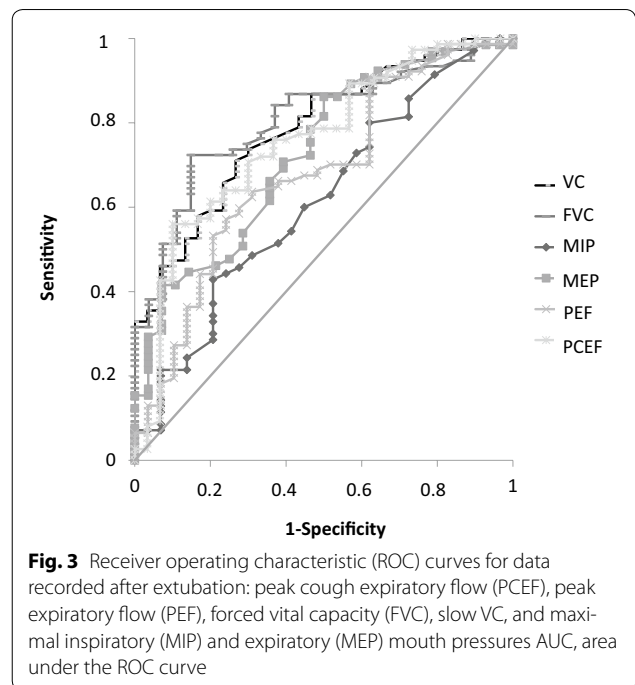 1
0.8
0.6
0.4
0.2
0
Sensitivity
0
0.2
0.4
0.6
0.8
1
1-Specificity
VC
FVC
MIP
MEP
PEF
PCEF
Fig. 3 Receiver operating characteristic (ROC) curves for data
recorded after extubation: peak cough expiratory flow (PCEF), peak
expiratory flow (PEF), forced vital capacity (FVC), slow VC, and maxi-
mal inspiratory (MIP) and expiratory (MEP) mouth pressures AUC, area
under the ROC curve